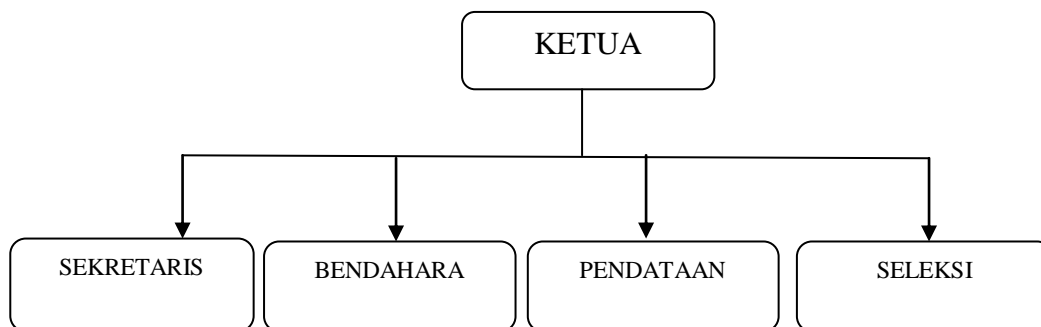 KETUA
SEKRETARIS
BENDAHARA
PENDATAAN
SELEKSI